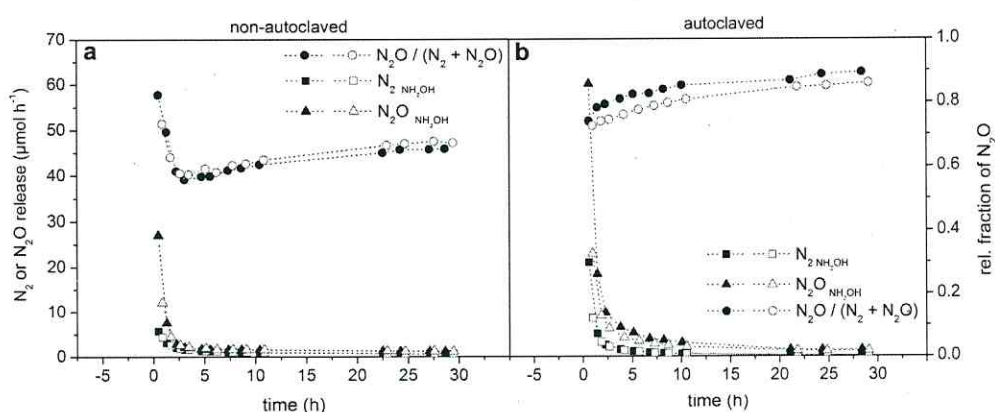 non-autoclaved
autoclaved
N₂ or N₂O release (µmol h⁻¹)
70
60
50
40
30
20
10
0
a
N₂O / (N₂ + N₂O)
N₂ NH₂OH
N₂O NH₂OH
-5 0 5 10 15 20 25 30
time (h)
b
N₂ NH₂OH
N₂O NH₂OH
N₂O / (N₂ + N₂O)
-5 0 5 10 15 20 25 30
time (h)
1.0
0.8
0.6
0.4
0.2
0.0
rel. fraction of N₂O